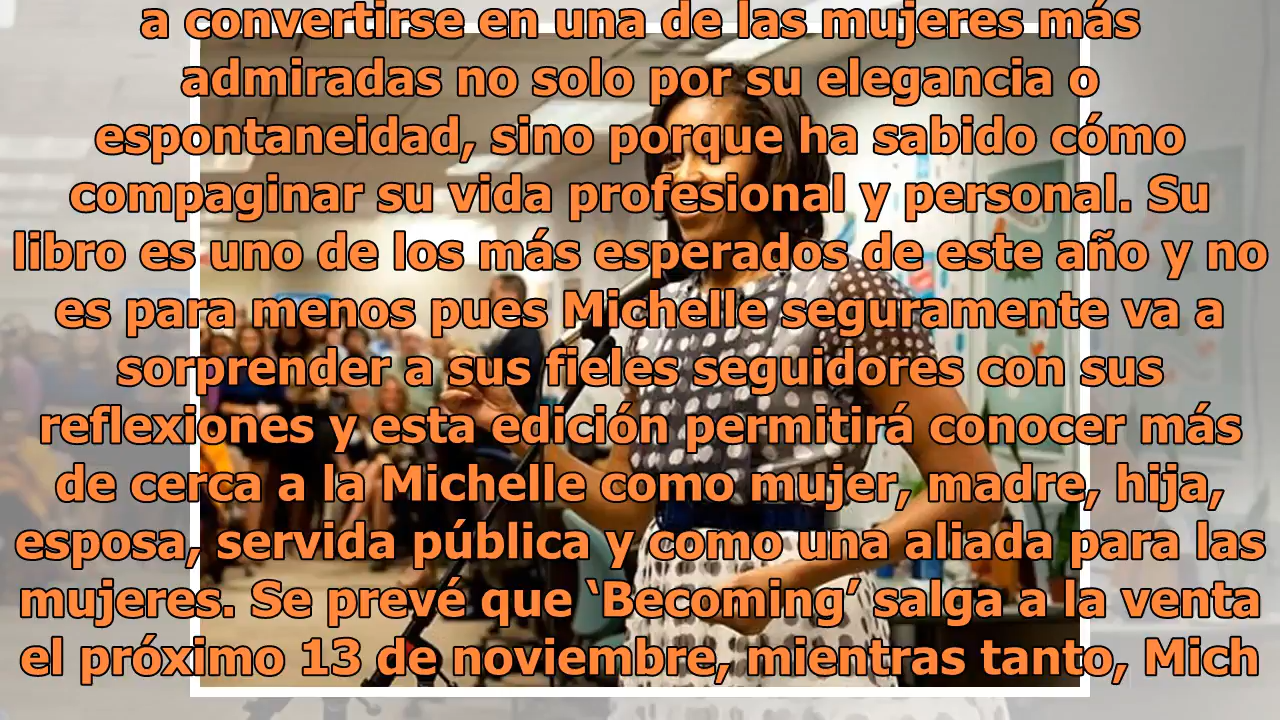 a convertirse en una de las mujeres más
admiradas no solo por su elegancia o
espontaneidad, sino porque ha sabido cómo
compaginar su vida profesional y personal. Su
libro es uno de los más esperados de este año y no
es para menos pues Michelle seguramente va a
sorprender a sus fieles seguidores con sus
reflexiones y esta edición permitirá conocer más
de cerca a la Michelle como mujer, madre, hija,
esposa, servida pública y como una aliada para las
mujeres. Se prevé que ‘Becoming’ salga a la venta
el próximo 13 de noviembre, mientras tanto, Mich